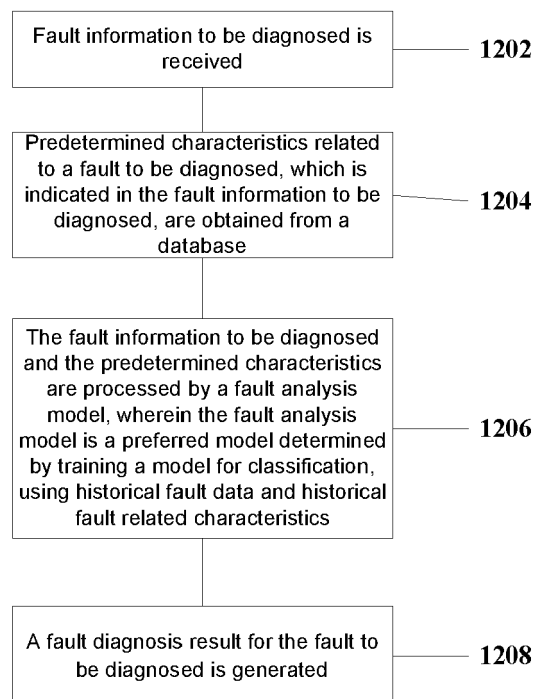 Fault information to be diagnosed is
received
1202
Predetermined characteristics related
to a fault to be diagnosed, which is
indicated in the fault information to be
diagnosed, are obtained from a
database
1204
The fault information to be diagnosed
and the predetermined characteristics
are processed by a fault analysis
model, wherein the fault analysis
model is a preferred model determined
by training a model for classification,
using historical fault data and historical
fault related characteristics
1206
A fault diagnosis result for the fault to
be diagnosed is generated
1208